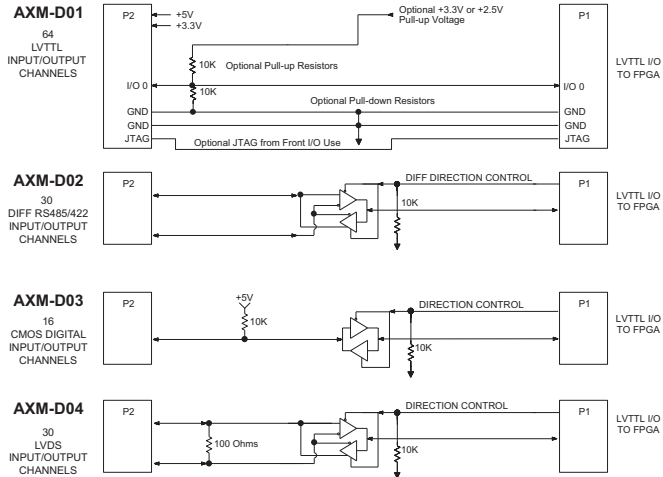 AXM-D01
64
LVTTL
INPUT/OUTPUT
CHANNELS
P2
+5V
+3.3V
Optional +3.3V or +2.5V
Pull-up Voltage
10K
Optional Pull-up Resistors
I/O 0
10K
Optional Pull-down Resistors
GND
GND
JTAG
Optional JTAG from Front I/O Use
P1
I/O 0
GND
GND
JTAG
LVTTL I/O
TO FPGA
AXM-D02
30
DIFF RS485/422
INPUT/OUTPUT
CHANNELS
P2
DIFF DIRECTION CONTROL
10K
P1
LVTTL I/O
TO FPGA
AXM-D03
16
CMOS DIGITAL
INPUT/OUTPUT
CHANNELS
P2
+5V
10K
DIRECTION CONTROL
10K
P1
LVTTL I/O
TO FPGA
AXM-D04
30
LVDS
INPUT/OUTPUT
CHANNELS
P2
100 Ohms
DIRECTION CONTROL
10K
P1
LVTTL I/O
TO FPGA